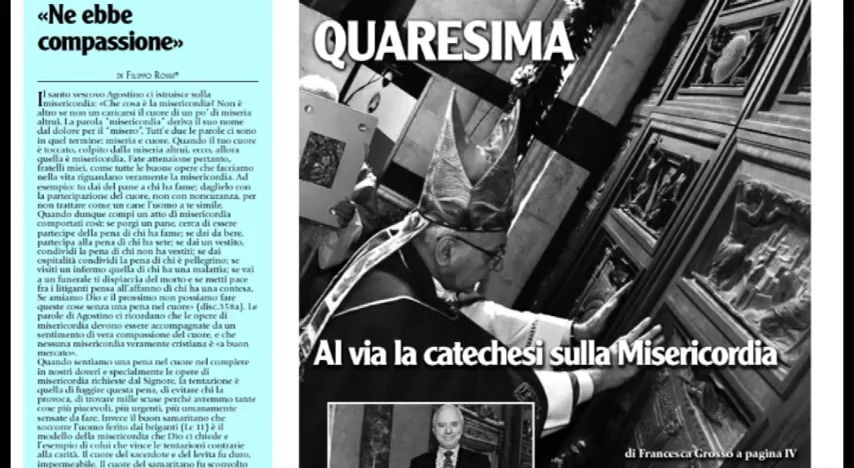 «Ne ebbe
compassione»
DI FILIPPO ROSSI*
Il santo vescovo Agostino ci istruisce sulla
misericordia: «Che cosa è la misericordia? Non è
altro se non un caricarsi il cuore di un po' di miseria
altrui. La parola "misericordia" deriva il suo nome
dal dolore per il "misero". Tutt'e due le parole ci sono
in quel termine: miseria e cuore. Quando il tuo cuore
è toccato, colpito dalla miseria altrui, ecco, allora
quella è misericordia. Fate attenzione pertanto,
fratelli miei, come tutte le buone opere che facciamo
nella vita riguardano veramente la misericordia. Ad
esempio: tu dai del pane a chi ha fame; daglielo con
la partecipazione del cuore, non con noncuranza, per
non trattare come un cane l'uomo a te simile.
Quando dunque compi un atto di misericordia
comportati così: se porgi un pane, cerca di essere
partecipe della pena di chi ha fame; se dai da bere,
partecipa alla pena di chi ha sete; se dai un vestito,
condividi la pena di chi non ha vestiti; se dai
ospitalità condividi la pena di chi è pellegrino; se
visiti un infermo quella di chi ha una malattia; se vai
a un funerale ti dispiaccia del morto e se metti pace
fra i litiganti pensa all'affanno di chi ha una contesa.
Se amiamo Dio e il prossimo non possiamo fare
queste cose senza una pena nel cuore» (disc.358a). Le
parole di Agostino ci ricordano che le opere di
misericordia devono essere accompagnate da un
sentimento di vera compassione del cuore, e che
nessuna misericordia veramente cristiana è «a buon
mercato».
Quando sentiamo una pena nel cuore nel compiere
in nostri doveri e specialmente le opere di
misericordia richieste dal Signore, la tentazione è
quella di fuggire questa pena, di evitare chi la
provoca, di trovare mille scuse perchè avremmo tante
cose più piacevoli, più urgenti, più umanamente
sensate da fare. Invece il buon samaritano che
soccorre l'uomo ferito dai briganti (Lc 11) è il
modello della misericordia che Dio ci chiede e
l'esempio di colui che vince le tentazioni contrarie
alla carità. Il cuore del sacerdote e del levita fu duro,
impermeabile. Il cuore del samaritano fu sconvolto
QUARESIMA
Al via la catechesi sulla Misericordia
di Francesca Grosso a pagina IV